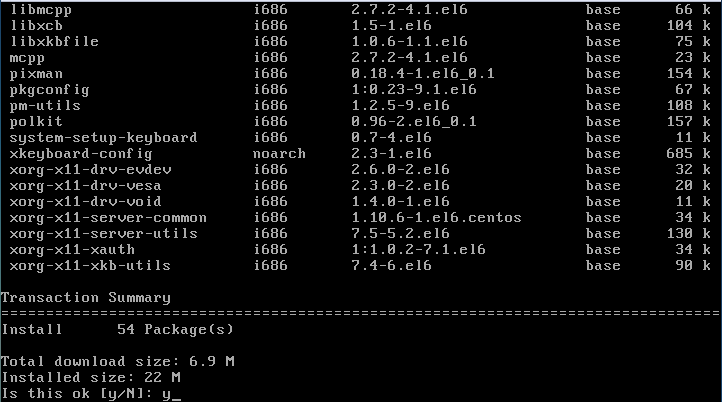 libmcpp i686 2.7.2-4.1.el6 base 66 k
libxcb i686 1.5-1.el6 base 104 k
libxkbfile i686 1.0.6-1.1.el6 base 75 k
mcpp i686 2.7.2-4.1.el6 base 23 k
pixman i686 0.18.4-1.el6_0.1 base 154 k
pkgconfig i686 1:0.23-9.1.el6 base 67 k
pm-utils i686 1.2.5-9.el6 base 108 k
polkit i686 0.96-2.el6_0.1 base 157 k
system-setup-keyboard i686 0.7-4.el6 base 11 k
xkeyboard-config noarch 2.3-1.el6 base 685 k
xorg-x11-drv-evdev i686 2.6.0-2.el6 base 32 k
xorg-x11-drv-vesa i686 2.3.0-2.el6 base 20 k
xorg-x11-drv-void i686 1.4.0-1.el6 base 11 k
xorg-x11-server-common i686 1.10.6-1.el6.centos base 34 k
xorg-x11-server-utils i686 7.5-5.2.el6 base 130 k
xorg-x11-xauth i686 1:1.0.2-7.1.el6 base 34 k
xorg-x11-xkb-utils i686 7.4-6.el6 base 90 k
Transaction Summary
================================================================================
Install 54 Package(s)
Total download size: 6.9 M
Installed size: 22 M
Is this ok [y/N]: y_